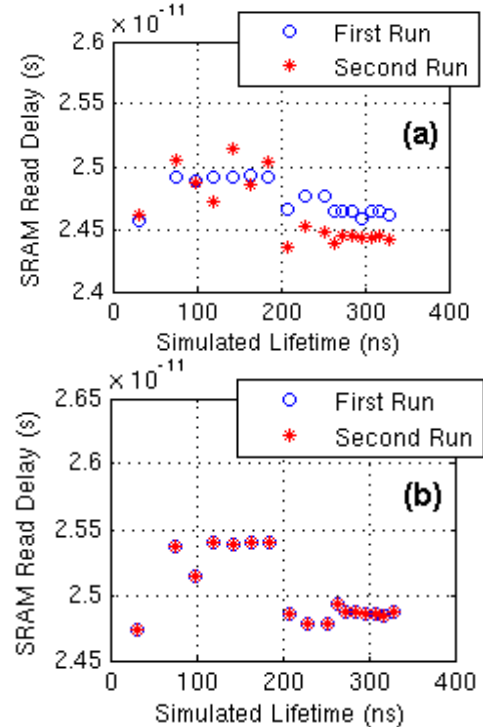 × 10⁻¹¹
2.6
First Run
Second Run
2.55
(a)
2.5
2.45
2.4
0 100 200 300 400
SRAM Read Delay (s)
Simulated Lifetime (ns)
× 10⁻¹¹
2.65
First Run
Second Run
2.6
(b)
2.55
2.5
2.45
0 100 200 300 400
SRAM Read Delay (s)
Simulated Lifetime (ns)